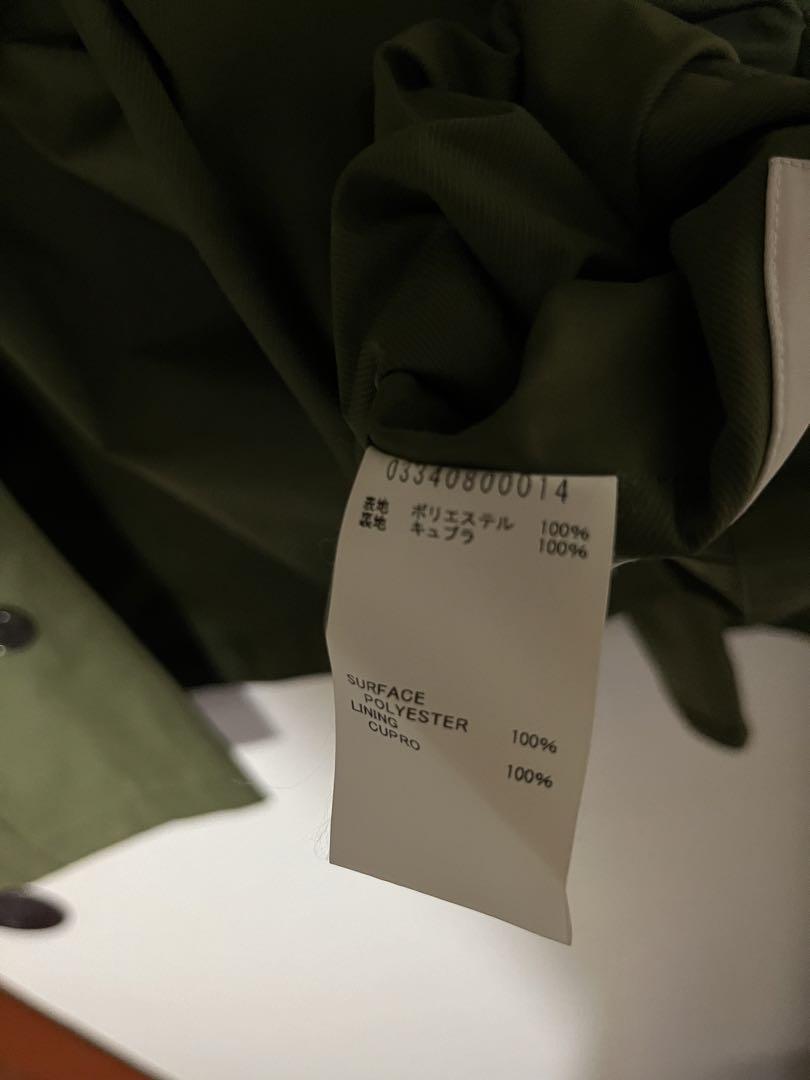 03340800014
表地 ポリエステル 100%
裏地 キュプラ 100%
SURFACE
POLYESTER 100%
LINING
CUPRO 100%